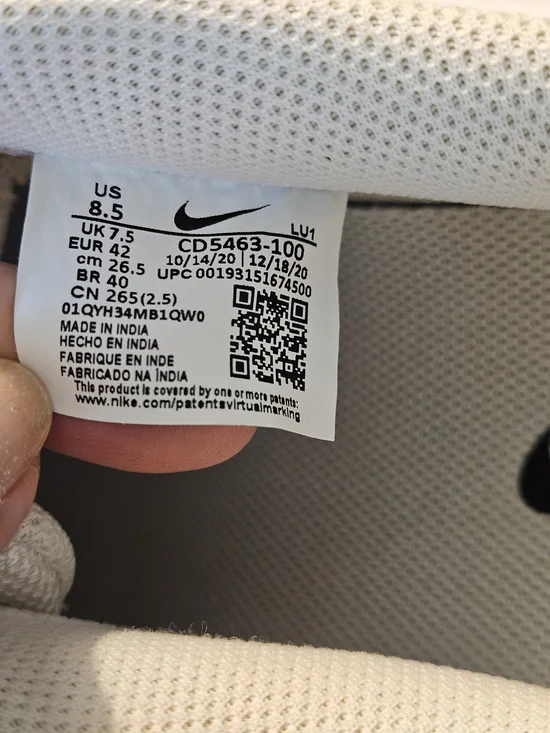 US
8.5
LU1
UK 7.5
CD5463-100
EUR 42
10/14/20 | 12/18/20
cm 26.5
UPC 00193151674500
BR 40
CN 265(2.5)
01QYH34MB1QW0
MADE IN INDIA
HECHO EN INDIA
FABRIQUE EN INDE
FABRICADO NA ÍNDIA
This product is covered by one or more patents:
www.nike.com/patentsvirtualmarking